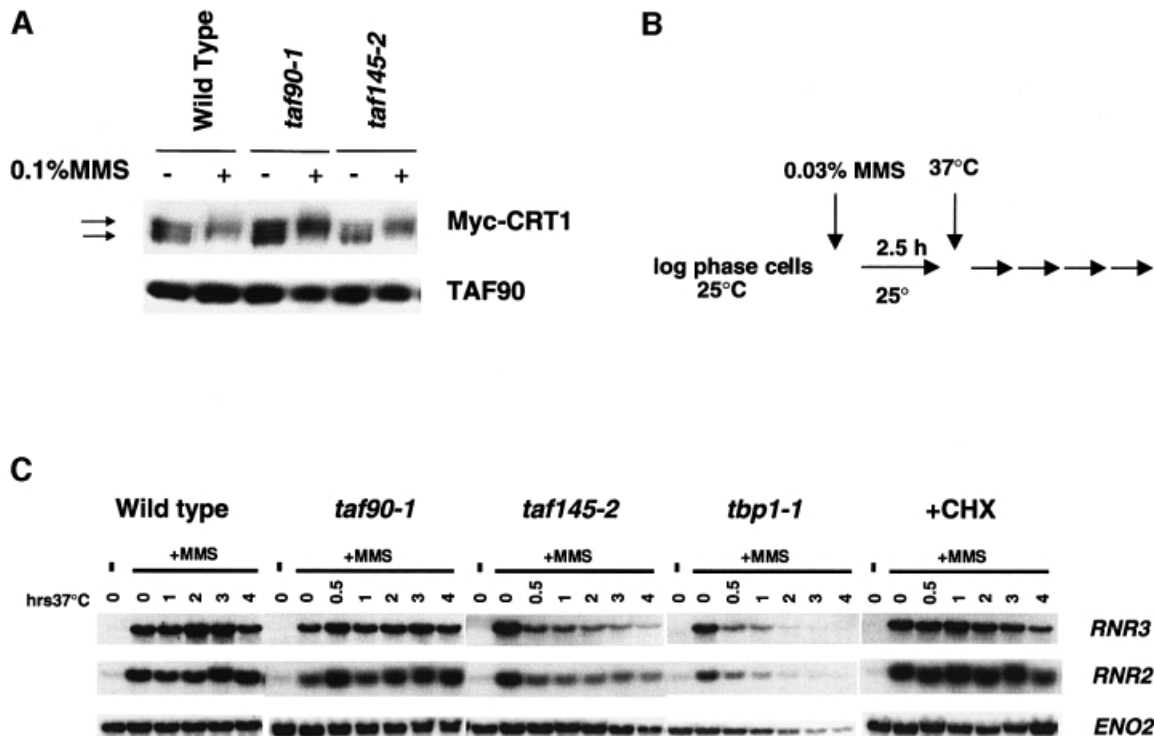 A
Wild Type
taf90-1
taf145-2
0.1%MMS - + - + - +
Myc-CRT1
TAF90
B
0.03% MMS 37°C
2.5 h
log phase cells
25°C
25°
C
Wild type taf90-1 taf145-2 tbp1-1 +CHX
- +MMS - +MMS - +MMS - +MMS - +MMS
hrs37°C 0 0 1 2 3 4 0 0 0.5 1 2 3 4 0 0 0.5 1 2 3 4 0 0 0.5 1 2 3 4 0 0 0.5 1 2 3 4
RNR3
RNR2
ENO2